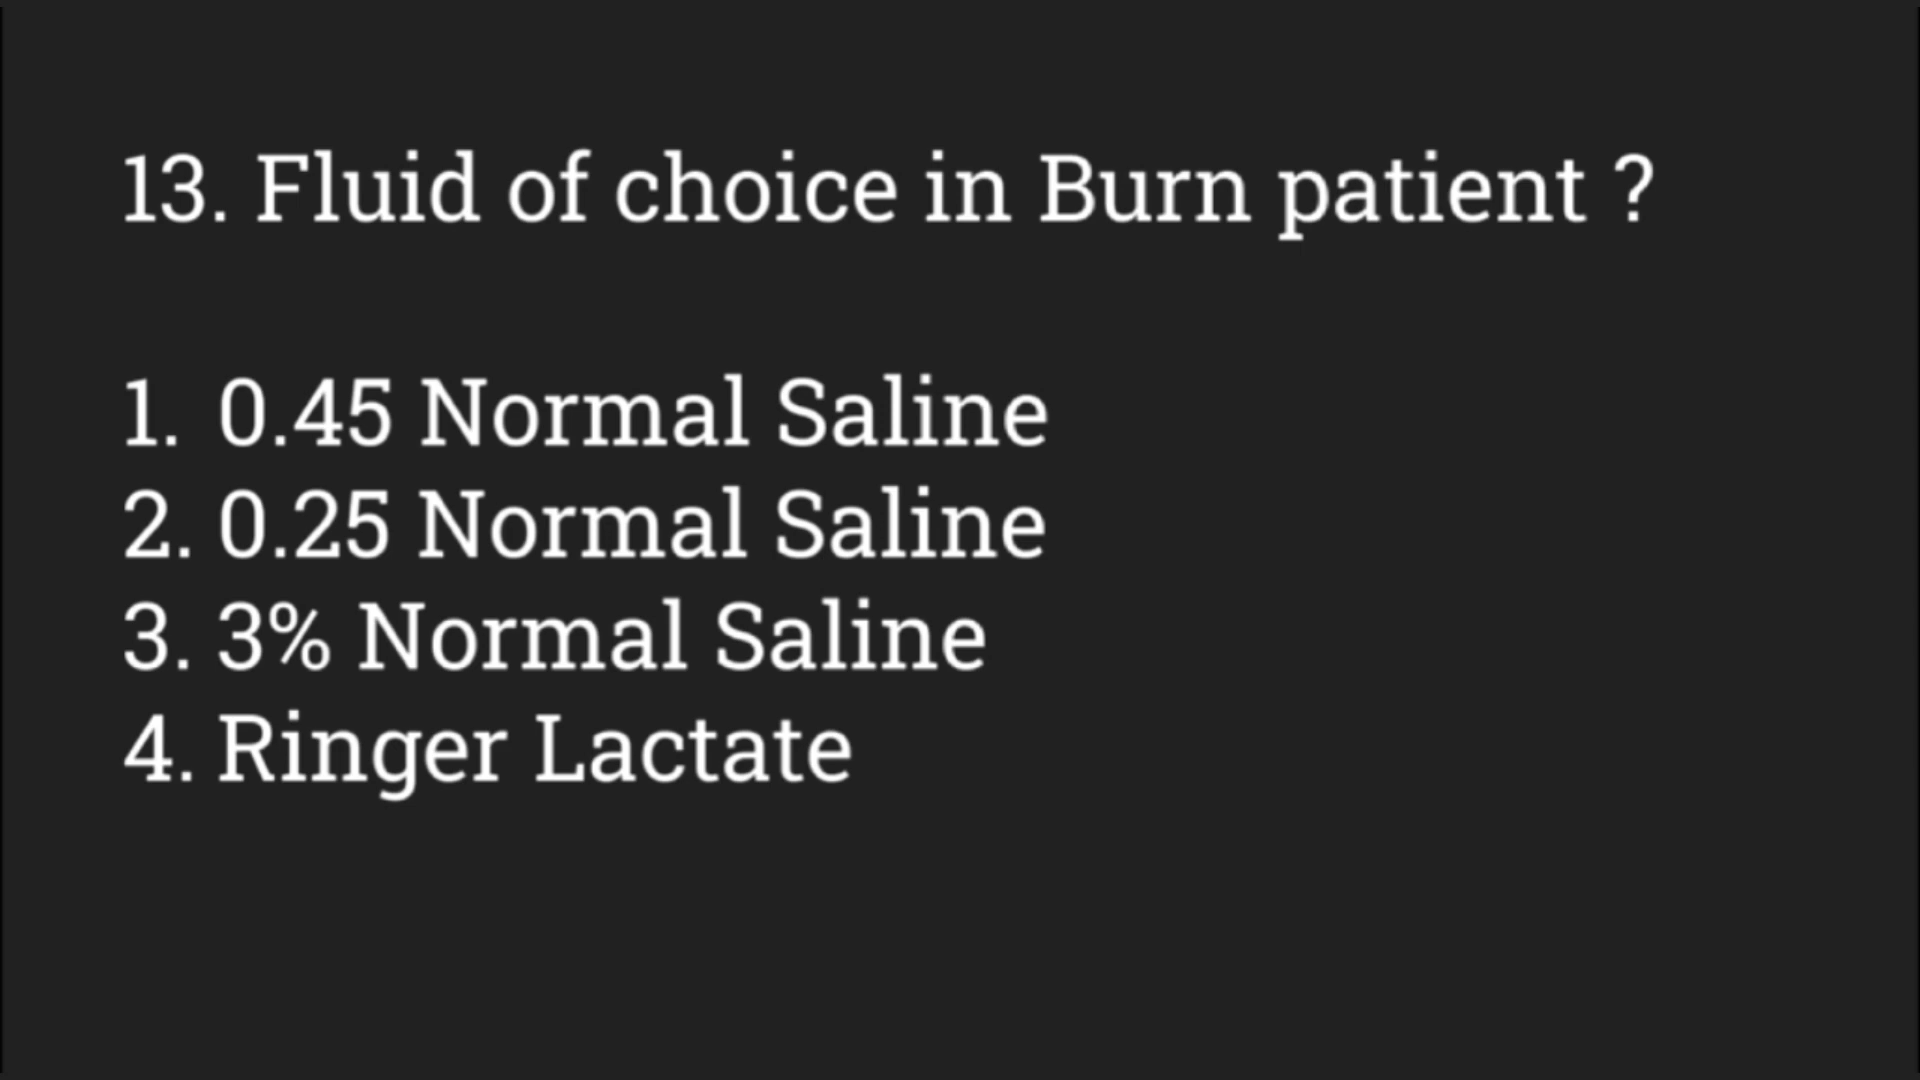 13. Fluid of choice in Burn patient ?
1. 0.45 Normal Saline
2. 0.25 Normal Saline
3. 3% Normal Saline
4. Ringer Lactate